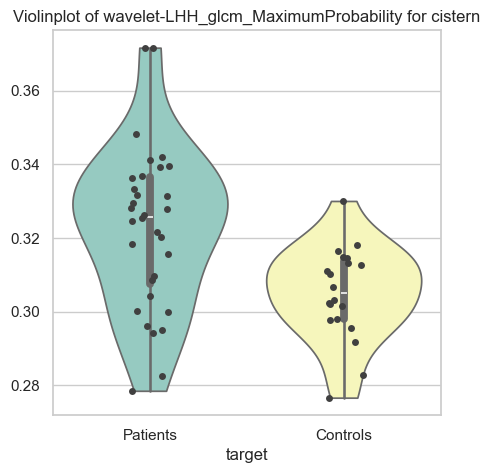 Violinplot of wavelet-LHH_glcm_MaximumProbability for cistern
0.36
0.34
0.32
0.30
0.28
Patients
Controls
target